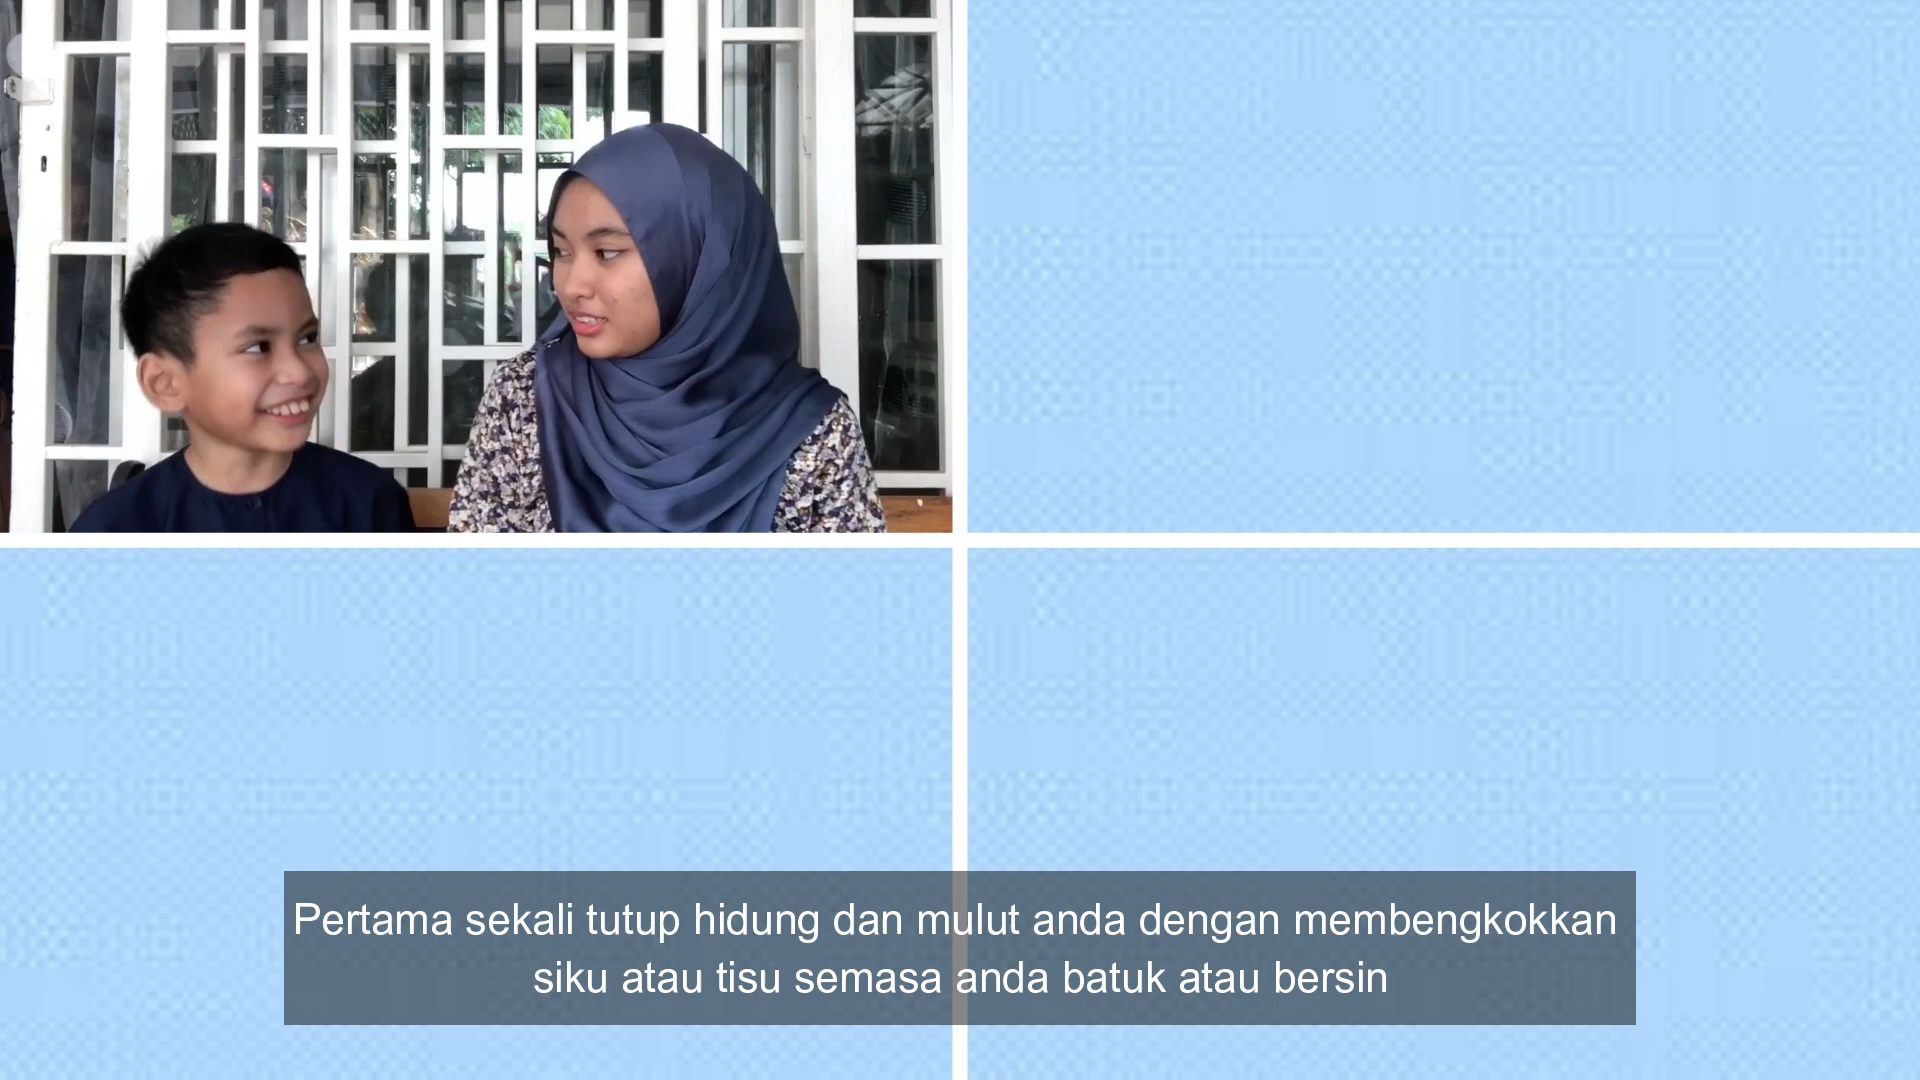 Pertama sekali tutup hidung dan mulut anda dengan membengkokkan
siku atau tisu semasa anda batuk atau bersin